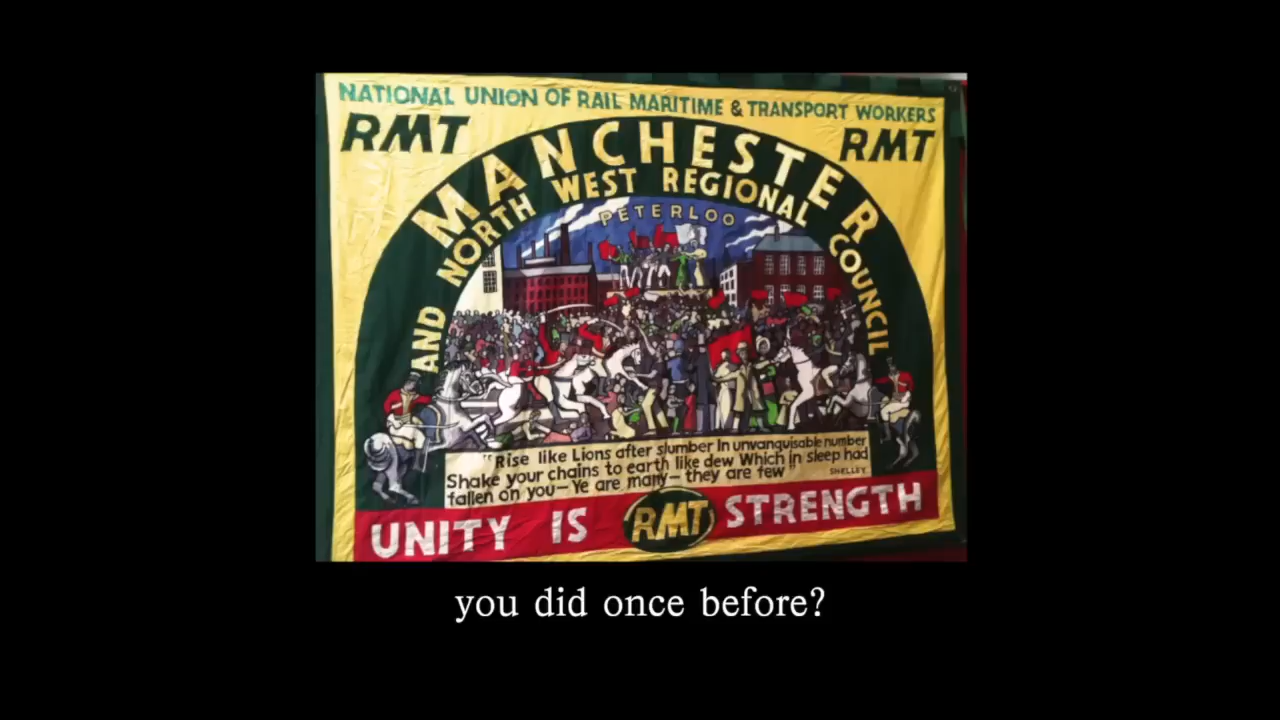 NATIONAL UNION OF RAIL MARITIME & TRANSPORT WORKERS
RMT RMT
MANCHESTER
AND NORTH WEST REGIONAL COUNCIL
PETERLOO
"Rise like Lions after slumber In unvanquisable number
Shake your chains to earth like dew Which in sleep had
fallen on you—Ye are many—they are few"
SHELLEY
UNITY IS RMT STRENGTH
you did once before?